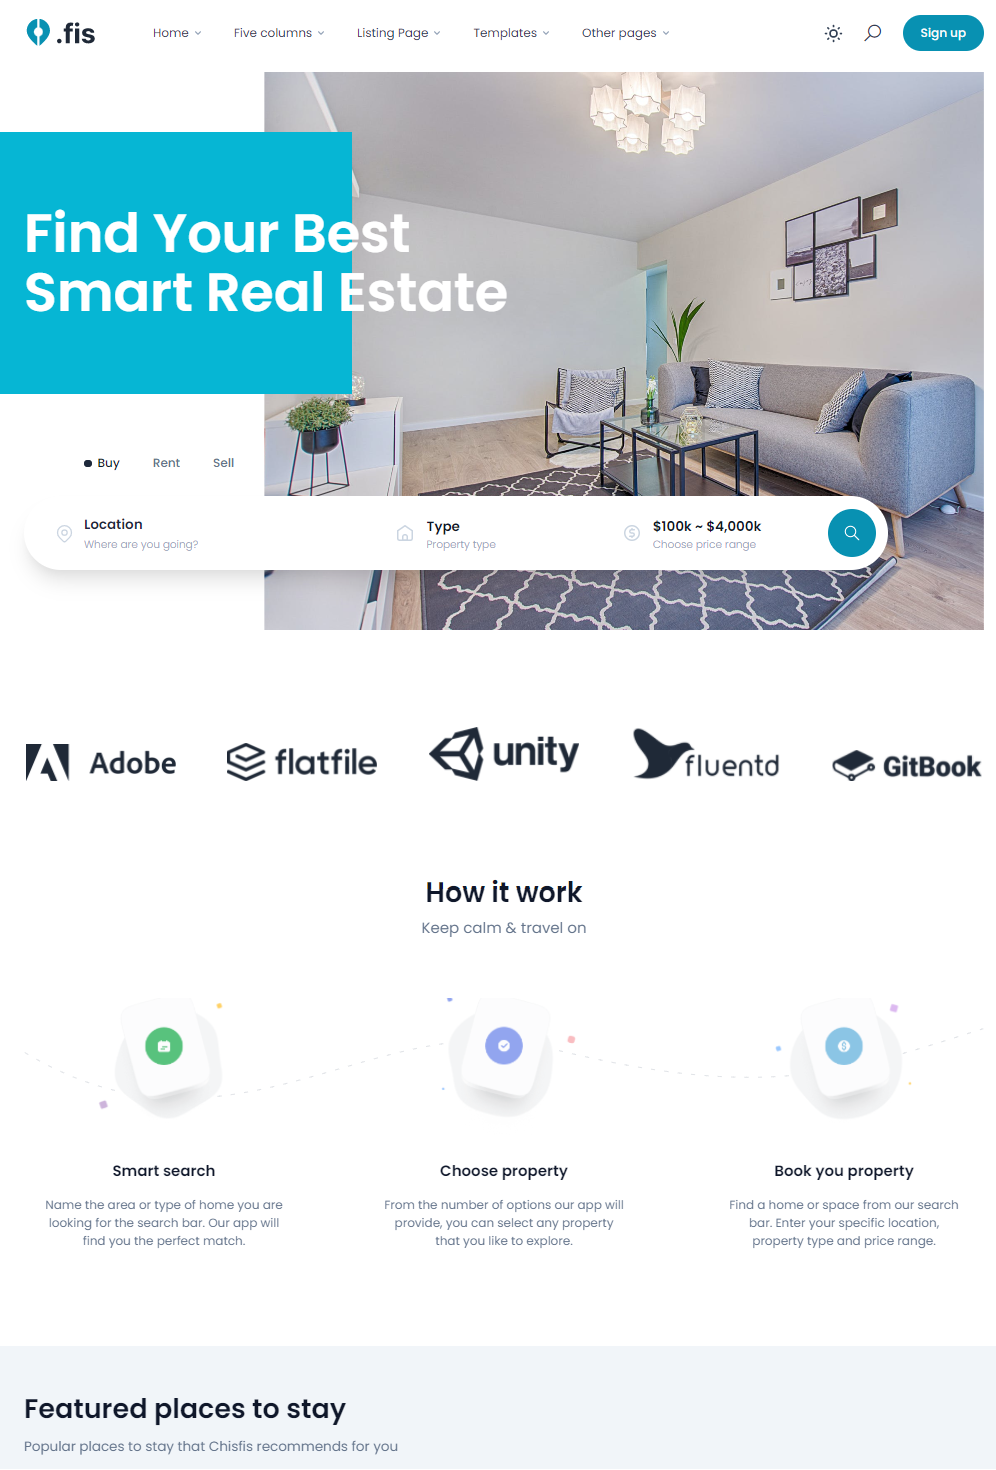 .fis
Home
Five columns
Listing Page
Templates
Other pages
Sign up
Find Your Best
Smart Real Estate
Buy
Rent
Sell
Location
Where are you going?
Type
Property type
$100k ~ $4,000k
Choose price range
Adobe
flatfile
unity
fluentd
GitBook
How it work
Keep calm & travel on
Smart search
Name the area or type of home you are
looking for the search bar. Our app will
find you the perfect match.
Choose property
From the number of options our app will
provide, you can select any property
that you like to explore.
Book you property
Find a home or space from our search
bar. Enter your specific location,
property type and price range.
Featured places to stay
Popular places to stay that Chisfis recommends for you